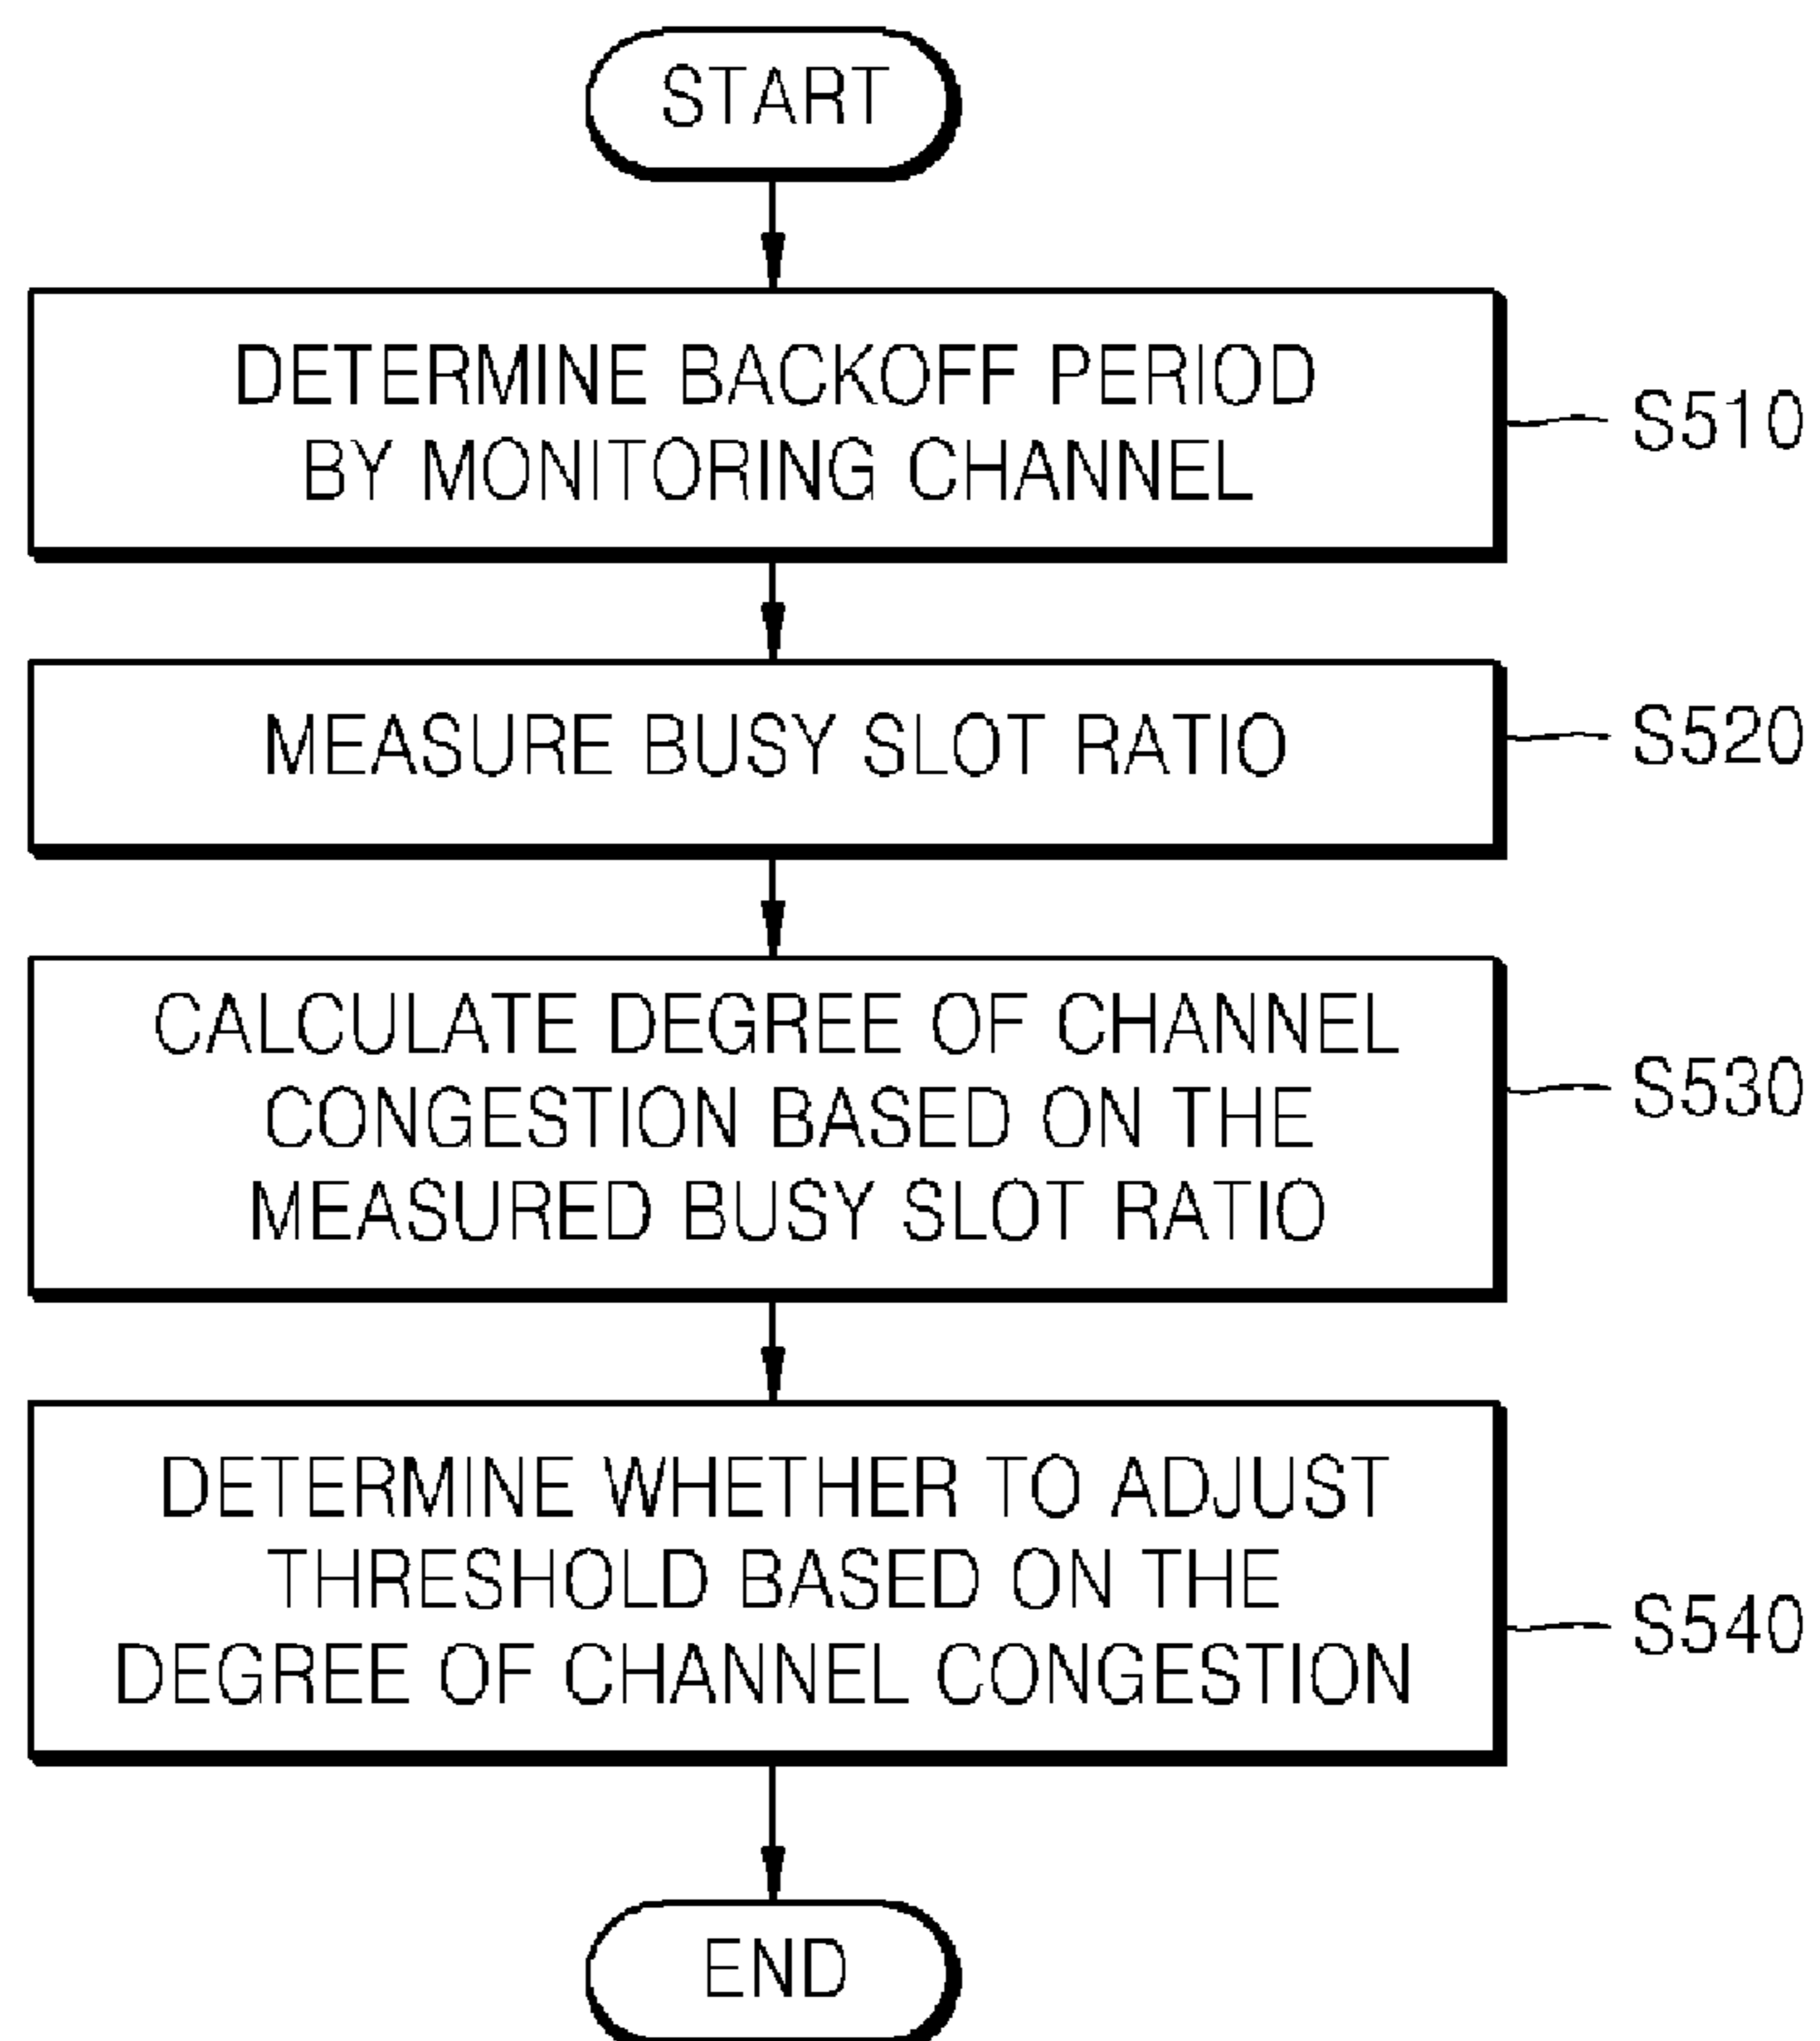 START
DETERMINE BACKOFF PERIOD
BY MONITORING CHANNEL
S510
MEASURE BUSY SLOT RATIO
S520
CALCULATE DEGREE OF CHANNEL
CONGESTION BASED ON THE
MEASURED BUSY SLOT RATIO
S530
DETERMINE WHETHER TO ADJUST
THRESHOLD BASED ON THE
DEGREE OF CHANNEL CONGESTION
S540
END